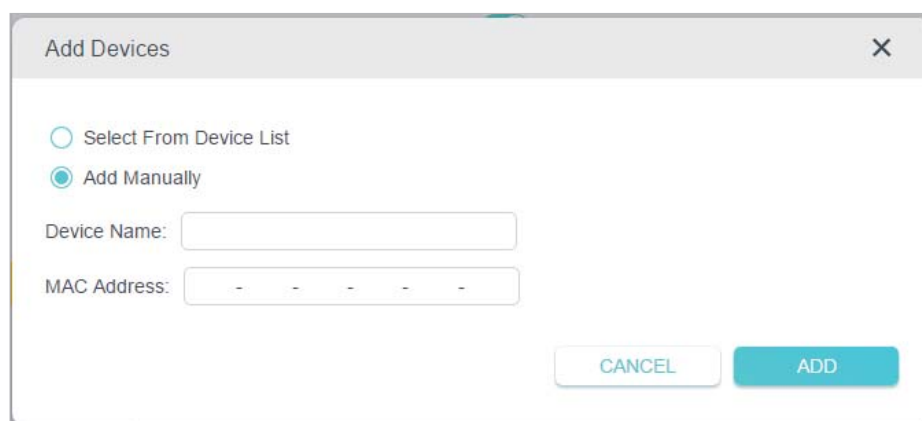 Add Devices
Select From Device List
Add Manually
Device Name:
MAC Address: - - - - -
CANCEL ADD